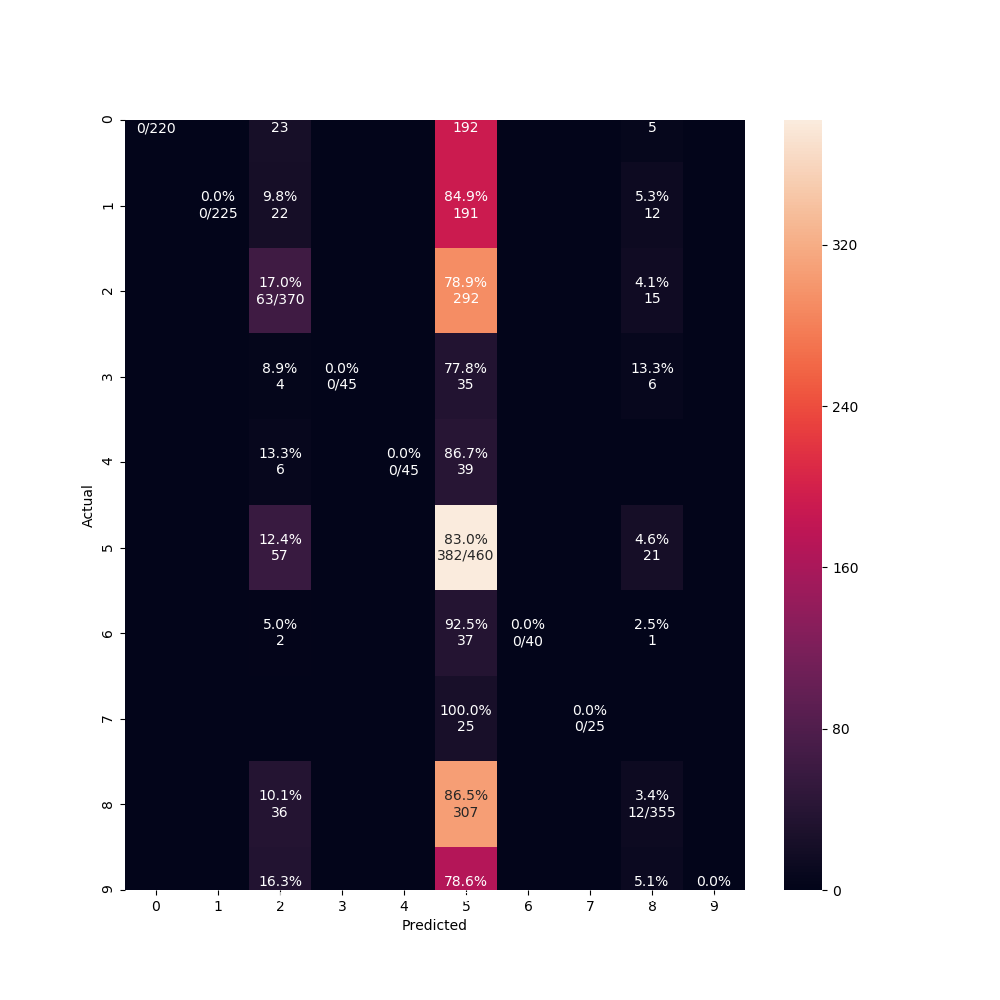 0
0/220 23 192 5
0.0% 9.8% 84.9% 5.3%
1
0/225 22 191 12
320
17.0% 78.9% 4.1%
2
63/370 292 15
8.9% 0.0% 77.8% 13.3%
3
4 0/45 35 6
240
13.3% 0.0% 86.7%
4
6 0/45 39
Actual
12.4% 83.0% 4.6%
5
57 382/460 21
160
5.0% 92.5% 0.0% 2.5%
6
2 37 0/40 1
100.0% 0.0%
7
25 0/25
80
10.1% 86.5% 3.4%
8
36 307 12/355
16.3% 78.6% 5.1% 0.0%
9
0
0 1 2 3 4 5 6 7 8 9
Predicted